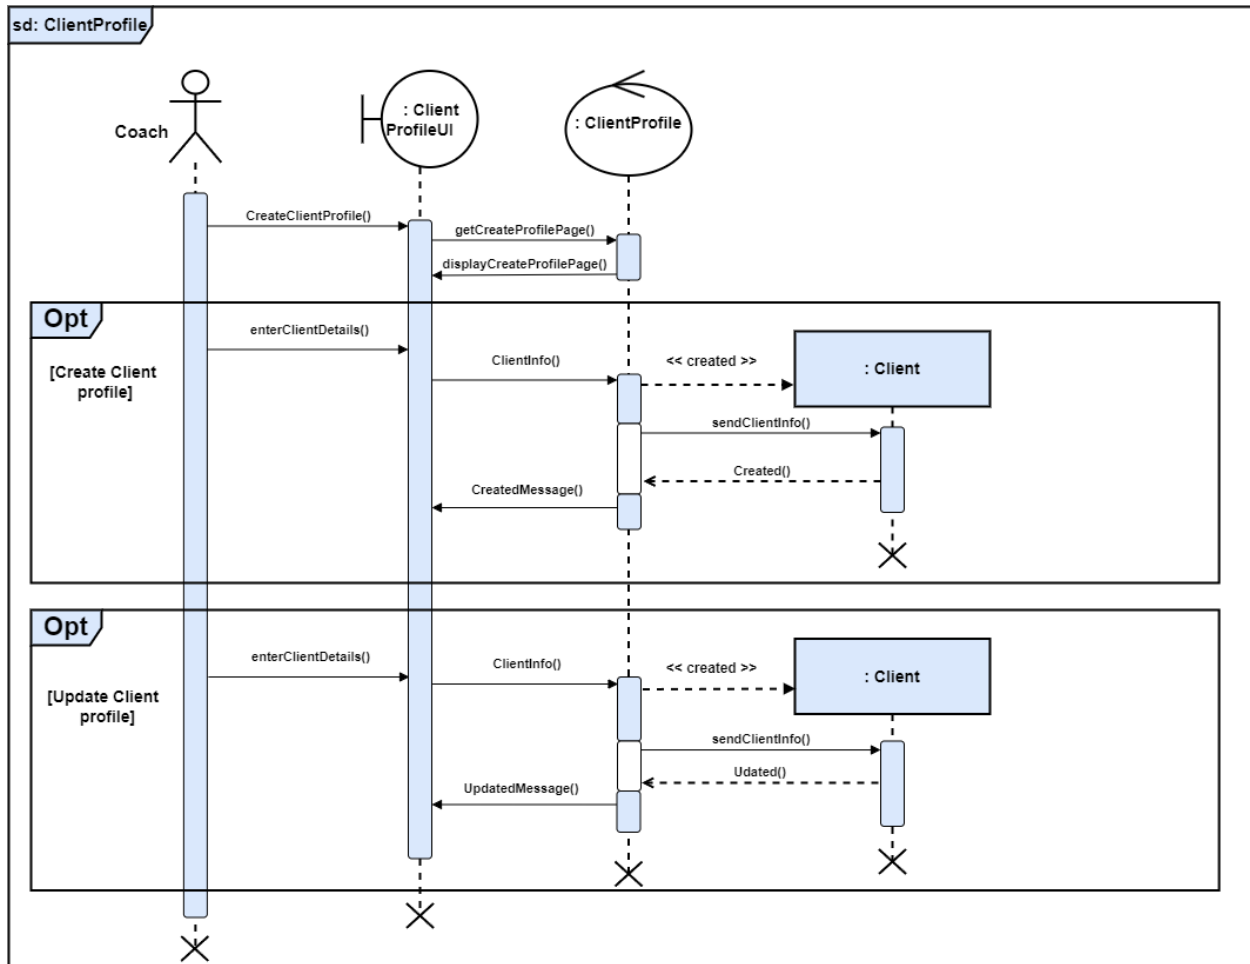 sd: ClientProfile
Coach
: Client
ProfileUI
: ClientProfile
CreateClientProfile()
getCreateProfilePage()
displayCreateProfilePage()
Opt
[Create Client
profile]
enterClientDetails()
ClientInfo()
<< created >>
: Client
sendClientInfo()
Created()
CreatedMessage()
Opt
[Update Client
profile]
enterClientDetails()
ClientInfo()
<< created >>
: Client
sendClientInfo()
Udated()
UpdatedMessage()